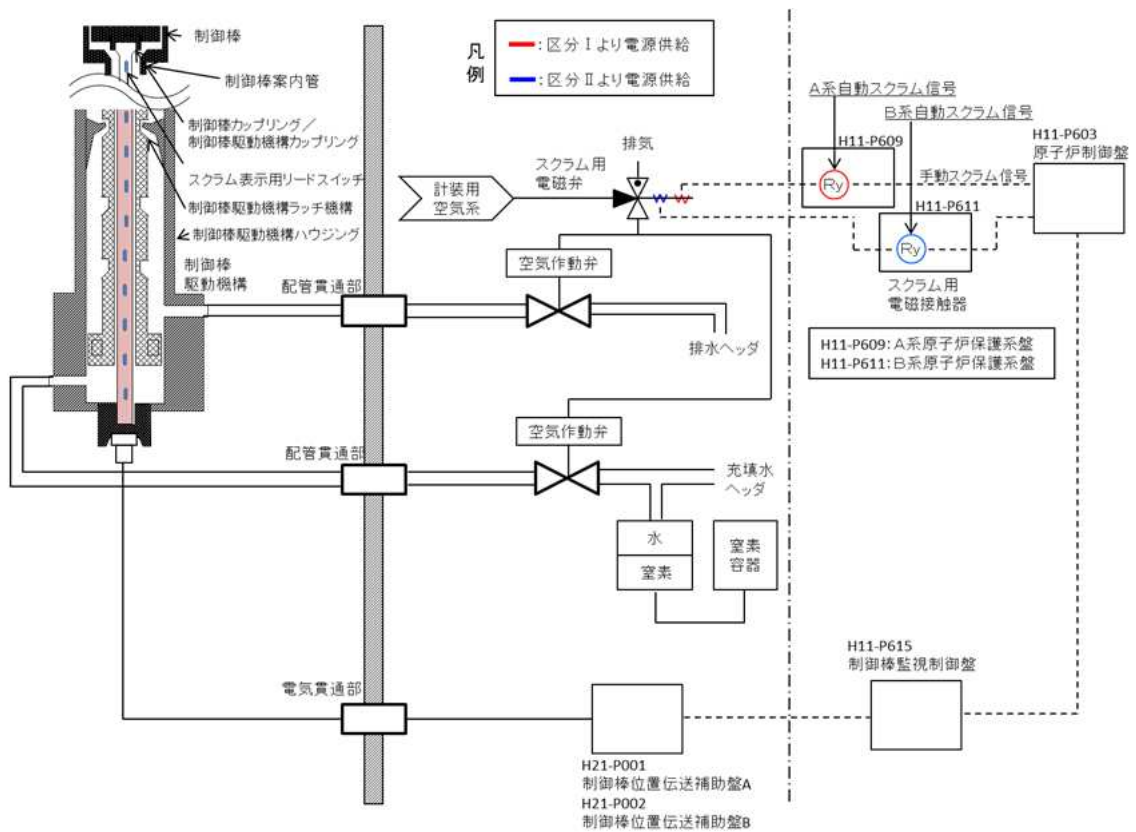 制御棒
制御棒案内管
制御棒カップリング／
制御棒駆動機構カップリング
スクラム表示用リードスイッチ
制御棒駆動機構ラッチ機構
制御棒駆動機構ハウジング
制御棒
駆動機構
凡
例
：区分Ⅰより電源供給
：区分Ⅱより電源供給
A系自動スクラム信号
B系自動スクラム信号
H11-P609
H11-P603
原子炉制御盤
排気
スクラム用
電磁弁
計装用
空気系
Ry
手動スクラム信号
H11-P611
Ry
スクラム用
電磁接触器
空気作動弁
配管貫通部
排水ヘッダ
H11-P609：A系原子炉保護系盤
H11-P611：B系原子炉保護系盤
空気作動弁
配管貫通部
充填水
ヘッダ
水
窒素
窒素
容器
H11-P615
制御棒監視制御盤
電気貫通部
H21-P001
制御棒位置伝送補助盤A
H21-P002
制御棒位置伝送補助盤B